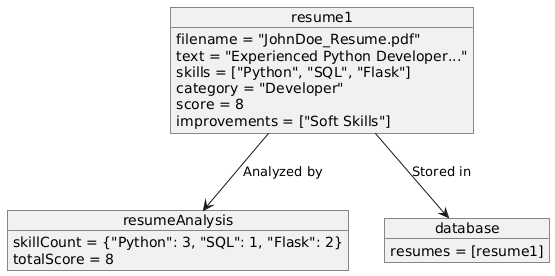 resume1
filename = "JohnDoe_Resume.pdf"
text = "Experienced Python Developer..."
skills = ["Python", "SQL", "Flask"]
category = "Developer"
score = 8
improvements = ["Soft Skills"]
Analyzed by
Stored in
resumeAnalysis
skillCount = {"Python": 3, "SQL": 1, "Flask": 2}
totalScore = 8
database
resumes = [resume1]